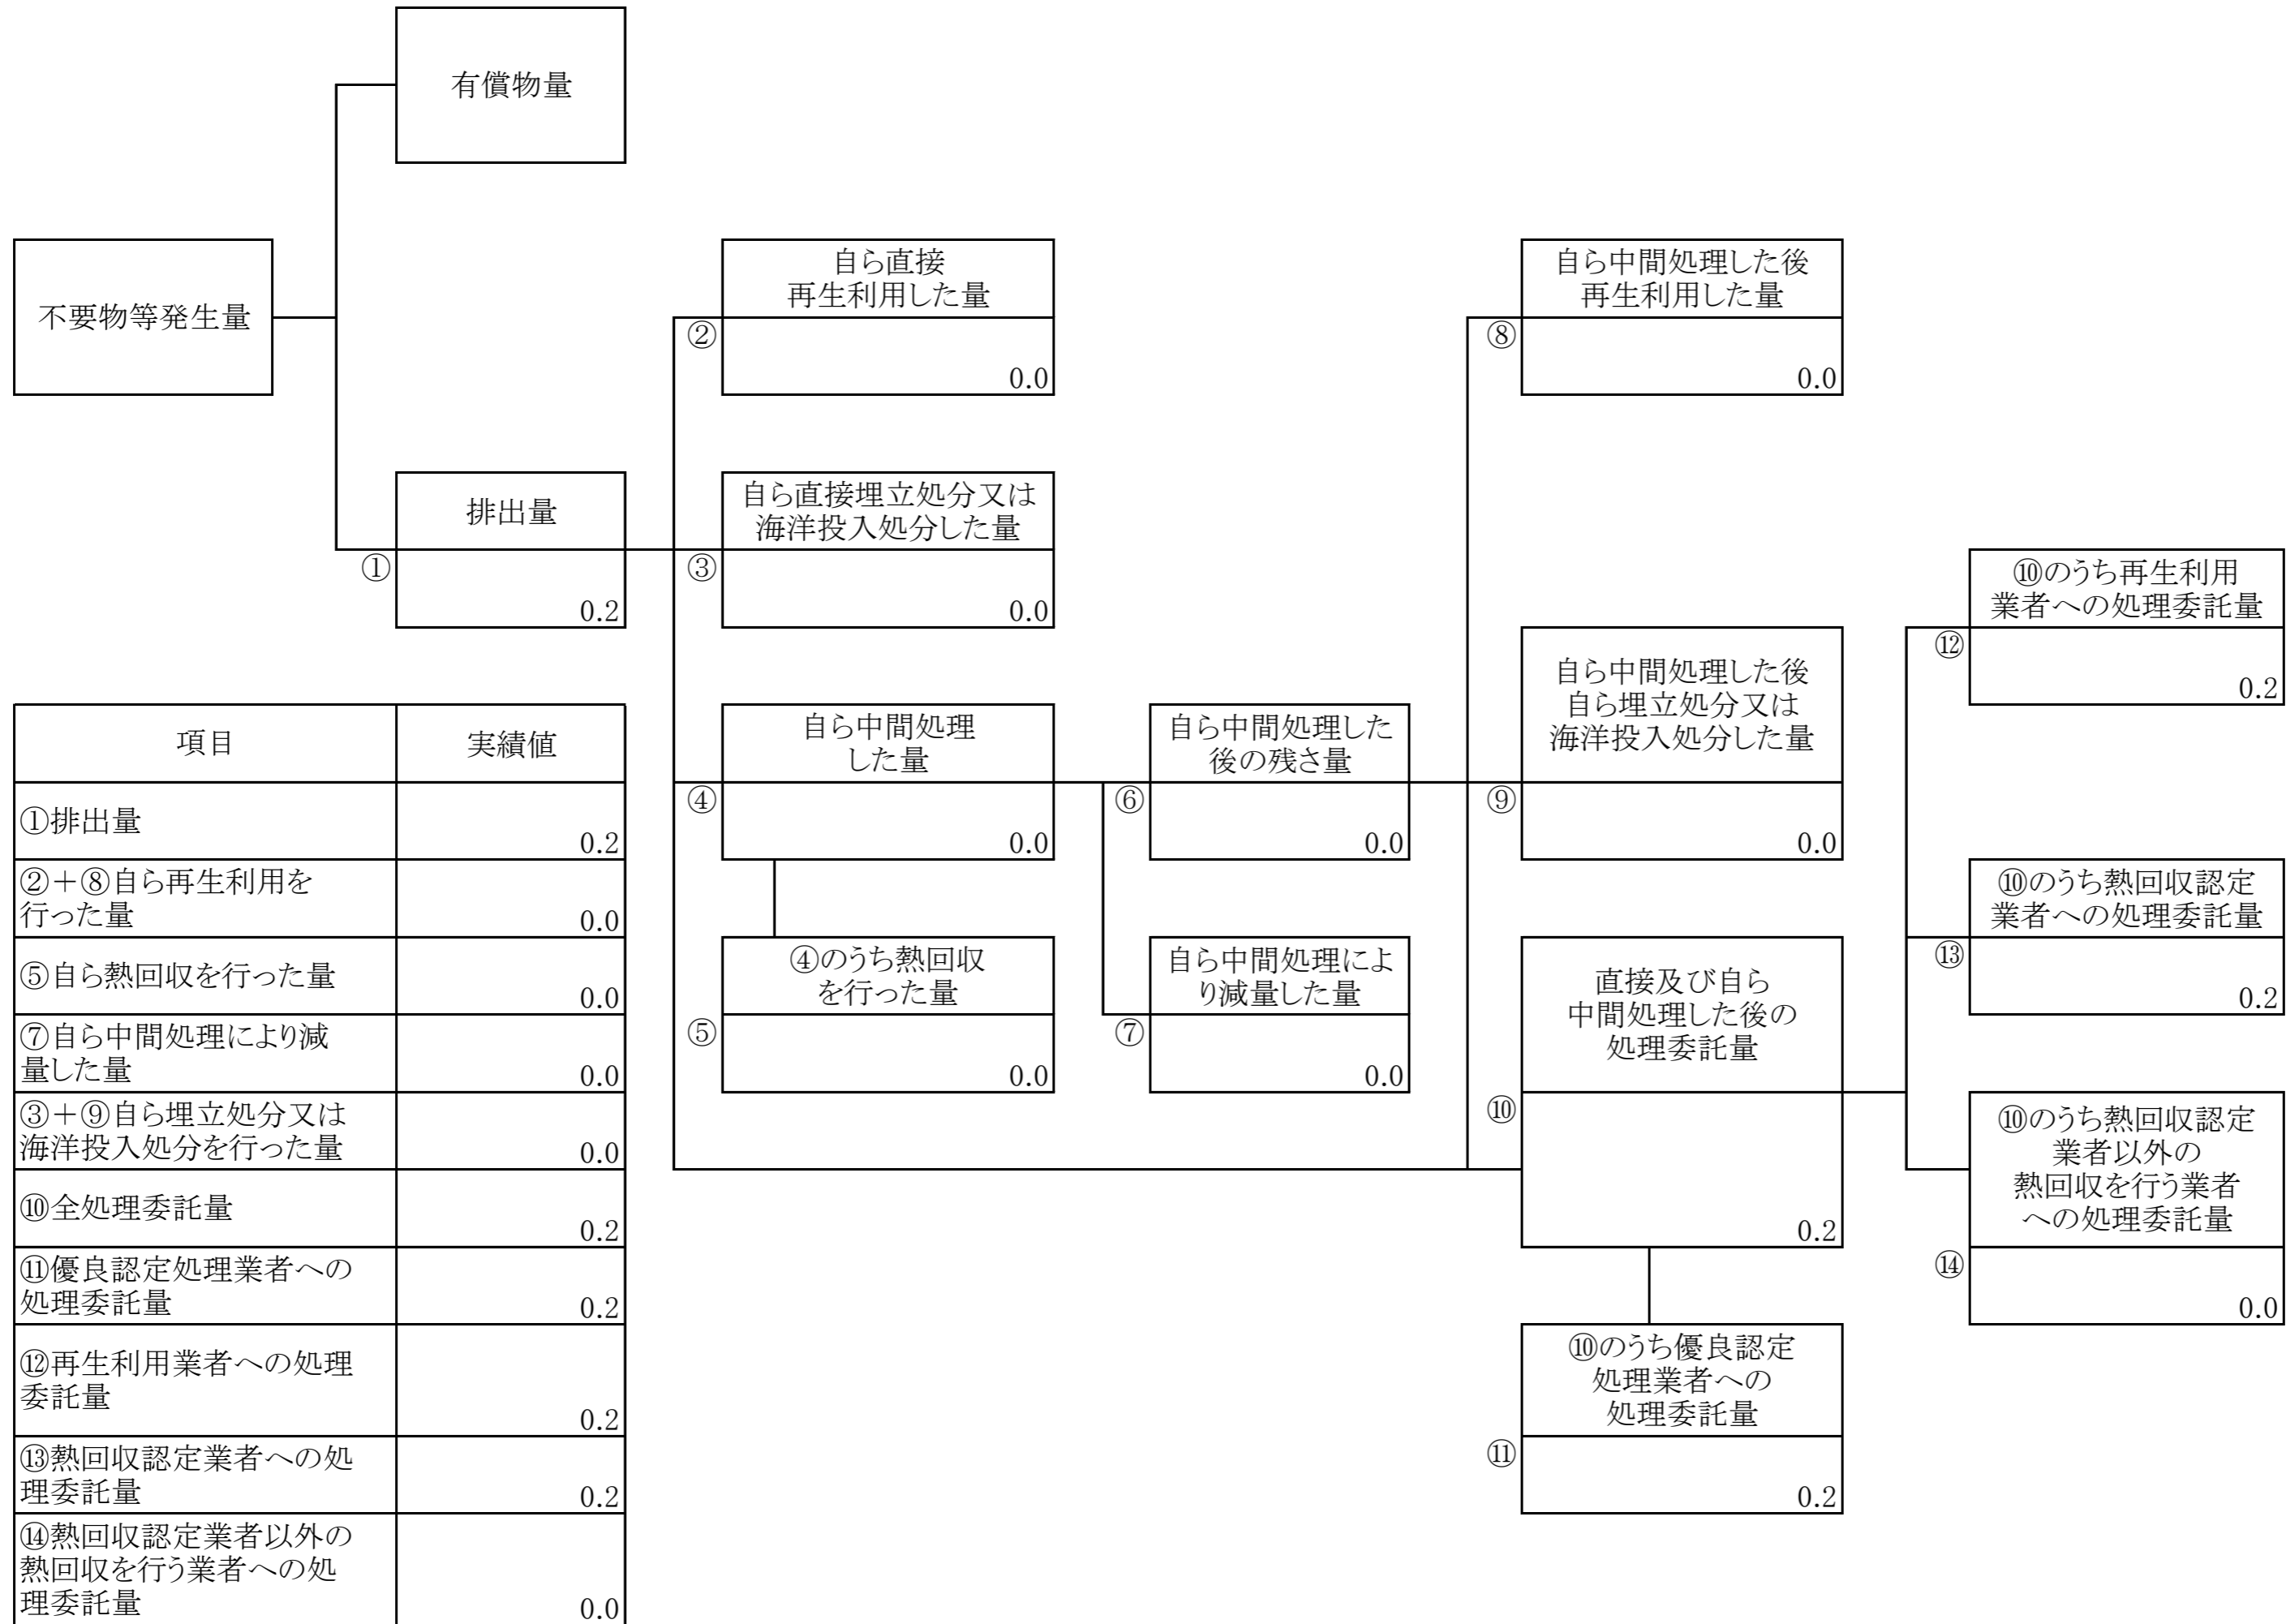 有償物量
不要物等発生量
自ら直接
再生利用した量
②
0.0
自ら中間処理した後
再生利用した量
⑧
0.0
排出量
①
0.2
自ら直接埋立処分又は
海洋投入処分した量
③
0.0
⑩のうち再生利用
業者への処理委託量
⑫
0.2
自ら中間処理
した量
④
0.0
自ら中間処理した
後の残さ量
⑥
0.0
自ら中間処理した後
自ら埋立処分又は
海洋投入処分した量
⑨
0.0
⑩のうち熱回収認定
業者への処理委託量
⑬
0.2
④のうち熱回収
を行った量
⑤
0.0
自ら中間処理によ
り減量した量
⑦
0.0
直接及び自ら
中間処理した後の
処理委託量
⑩
0.2
⑩のうち熱回収認定
業者以外の
熱回収を行う業者
への処理委託量
⑭
0.0
⑩のうち優良認定
処理業者への
処理委託量
⑪
0.2
項目 実績値
①排出量
0.2
②＋⑧自ら再生利用を
行った量
0.0
⑤自ら熱回収を行った量
0.0
⑦自ら中間処理により減
量した量
0.0
③＋⑨自ら埋立処分又は
海洋投入処分を行った量
0.0
⑩全処理委託量
0.2
⑪優良認定処理業者への
処理委託量
0.2
⑫再生利用業者への処理
委託量
0.2
⑬熱回収認定業者への処
理委託量
0.2
⑭熱回収認定業者以外の
熱回収を行う業者への処
理委託量
0.0